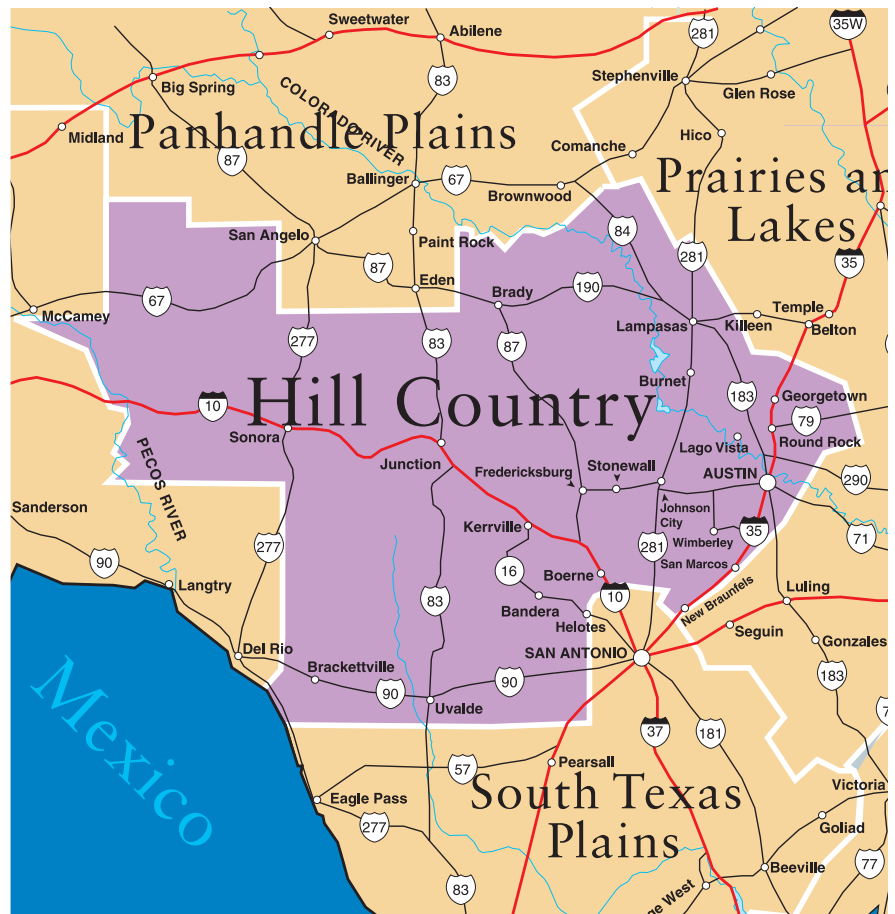 35W
Sweetwater
Abilene
281
83
Stephenville
Big Spring
Glen Rose
COLORADO RIVER
Midland
Panhandle Plains
Hico
87
Comanche
Prairies an
Ballinger
67
Brownwood
Lakes
San Angelo
Paint Rock
84
281
87
35
Eden
67
Brady
190
McCamey
Temple
Lampasas
Killeen
Belton
277
83
87
Hill Country
Burnet
183
Georgetown
10
79
Sonora
Round Rock
PECOS RIVER
Lago Vista
Junction
Fredericksburg
Stonewall
AUSTIN
290
Sanderson
Johnson
City
Kerrville
Wimberley
35
71
277
281
90
16
Boerne
San Marcos
Langtry
83
10
Luling
Bandera
New Braunfels
Helotes
Seguin
Gonzales
Del Rio
SAN ANTONIO
Brackettville
90
90
183
Uvalde
Mexico
37
181
57
Pearsall
South Texas
Victoria
Eagle Pass
Plains
277
Goliad
Beeville
77
83
ge West